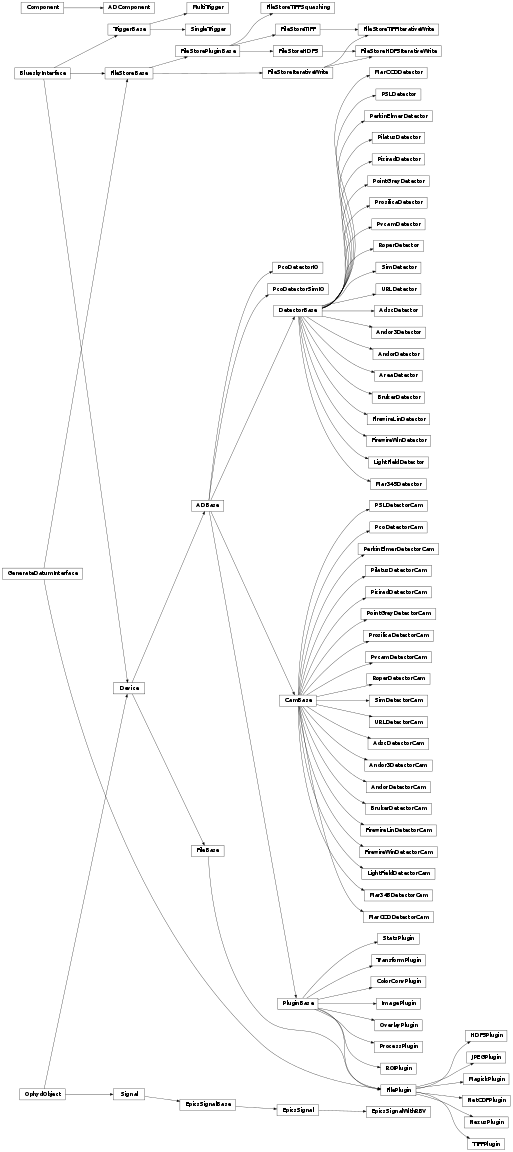 Component
ADComponent
MultiTrigger
FileStoreTIFFSquashing
TriggerBase
SingleTrigger
FileStoreTIFF
FileStoreTIFFIterativeWrite
FileStorePluginBase
FileStoreHDF5
FileStoreHDF5IterativeWrite
BlueskyInterface
FileStoreBase
FileStoreIterativeWrite
MarCCDDetector
PSLDetector
PerkinElmerDetector
PilatusDetector
PixiradDetector
PointGreyDetector
ProsilicaDetector
PvcamDetector
RoperDetector
PcoDetectorIO
SimDetector
PcoDetectorSimIO
URLDetector
DetectorBase
AdscDetector
Andor3Detector
AndorDetector
AreaDetector
BrukerDetector
FirewireLinDetector
FirewireWinDetector
LightFieldDetector
Mar345Detector
ADBase
PSLDetectorCam
PcoDetectorCam
PerkinElmerDetectorCam
GenerateDatumInterface
PilatusDetectorCam
PixiradDetectorCam
PointGreyDetectorCam
ProsilicaDetectorCam
PvcamDetectorCam
RoperDetectorCam
Device
CamBase
SimDetectorCam
URLDetectorCam
AdscDetectorCam
Andor3DetectorCam
AndorDetectorCam
BrukerDetectorCam
FirewireLinDetectorCam
FileBase
FirewireWinDetectorCam
LightFieldDetectorCam
Mar345DetectorCam
MarCCDDetectorCam
StatsPlugin
TransformPlugin
ColorConvPlugin
PluginBase
ImagePlugin
OverlayPlugin
HDF5Plugin
ProcessPlugin
JPEGPlugin
ROIPlugin
MagickPlugin
FilePlugin
OphydObject
Signal
NetCDFPlugin
EpicsSignalBase
EpicsSignal
EpicsSignalWithRBV
NexusPlugin
TIFFPlugin